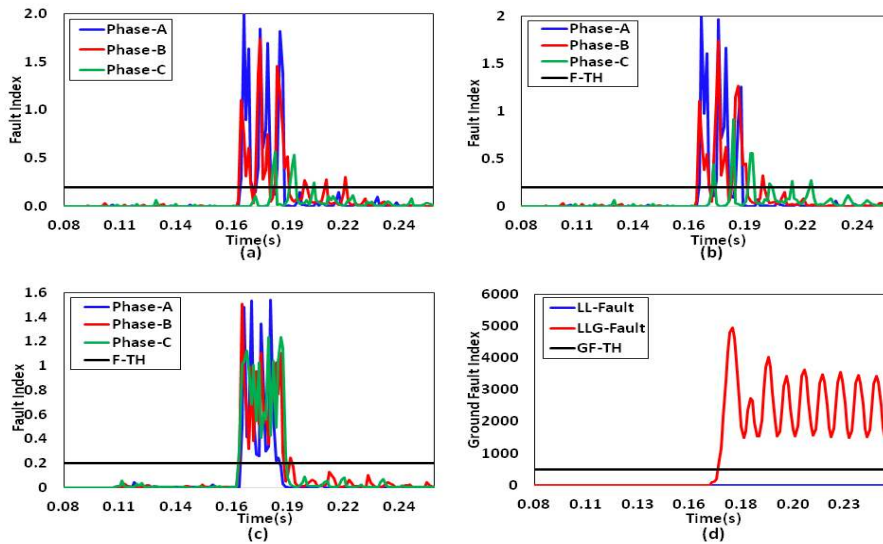 2.0
1.5
1.0
0.5
0.0
Fault Index
Phase-A
Phase-B
Phase-C
0.08 0.11 0.13 0.16 0.19 0.22 0.24
Time(s)
(a)
2
1.5
1
0.5
0
Fault Index
Phase-A
Phase-B
Phase-C
F-TH
0.08 0.11 0.13 0.16 0.19 0.22 0.24
Time(s)
(b)
1.6
1.4
1.2
1
0.8
0.6
0.4
0.2
0
Fault Index
Phase-A
Phase-B
Phase-C
F-TH
0.08 0.11 0.13 0.16 0.19 0.22 0.24
Time(s)
(c)
6000
5000
4000
3000
2000
1000
0
Ground Fault Index
LL-Fault
LLG-Fault
GF-TH
0.08 0.10 0.13 0.15 0.18 0.20 0.23
Time(s)
(d)